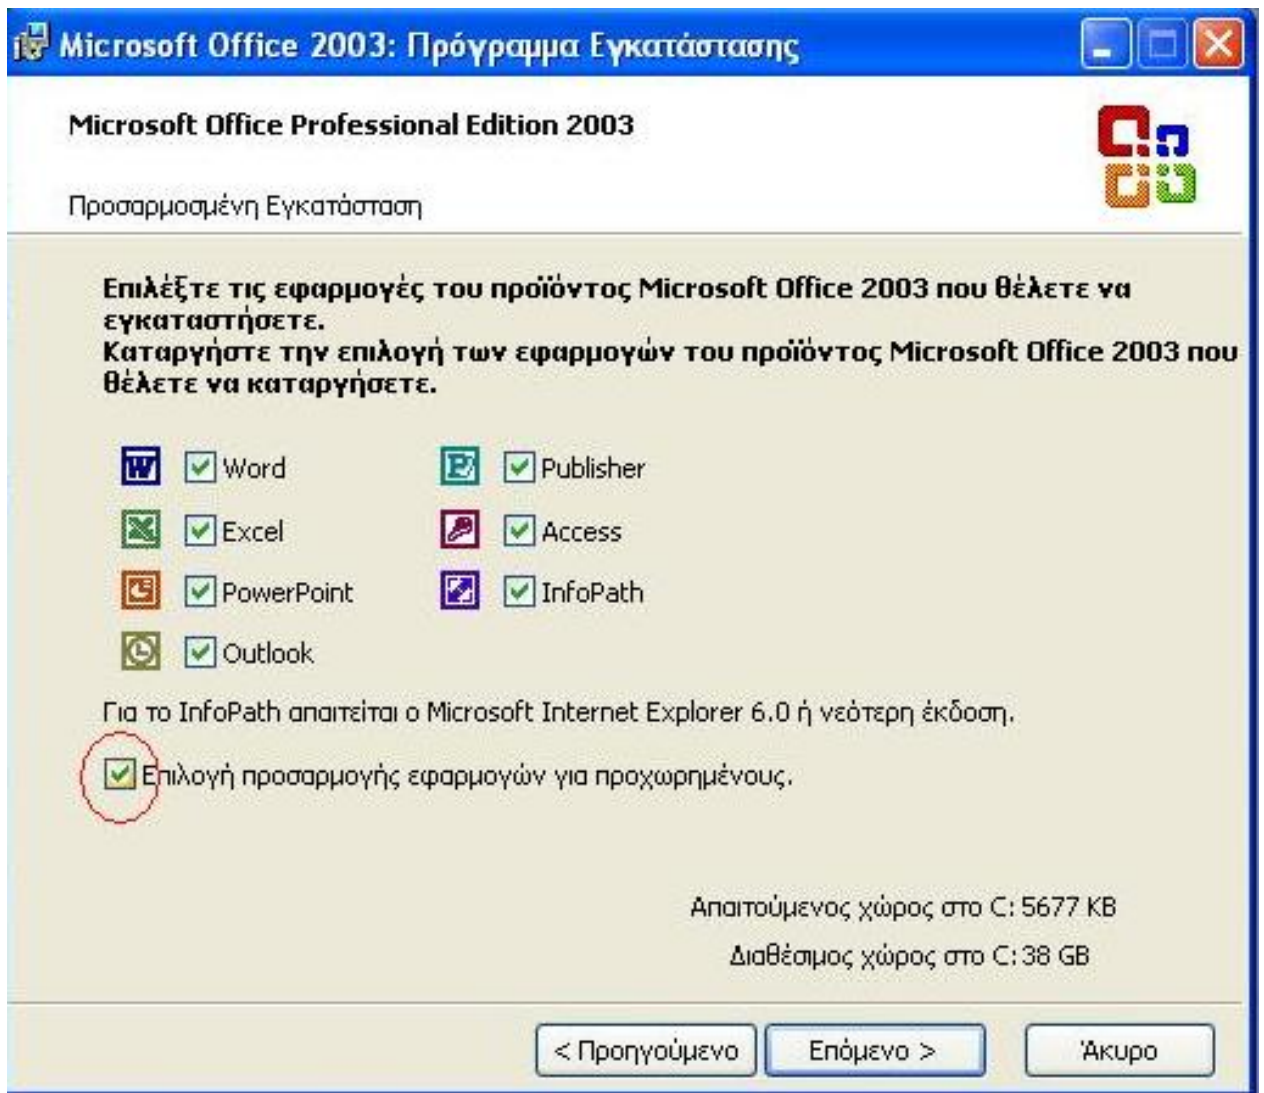 Microsoft Office 2003: Πρόγραμμα Εγκατάστασης
Microsoft Office Professional Edition 2003
Προσαρμοσμένη Εγκατάσταση
Επιλέξτε τις εφαρμογές του προϊόντος Microsoft Office 2003 που θέλετε να
εγκαταστήσετε.
Καταργήστε την επιλογή των εφαρμογών του προϊόντος Microsoft Office 2003 που
θέλετε να καταργήσετε.
Word
Publisher
Excel
Access
PowerPoint
InfoPath
Outlook
Για το InfoPath απαιτείται ο Microsoft Internet Explorer 6.0 ή νεότερη έκδοση.
Επιλογή προσαρμογής εφαρμογών για προχωρημένους.
Απαιτούμενος χώρος στο C: 5677 KB
Διαθέσιμος χώρος στο C: 38 GB
< Προηγούμενο Επόμενο > Άκυρο